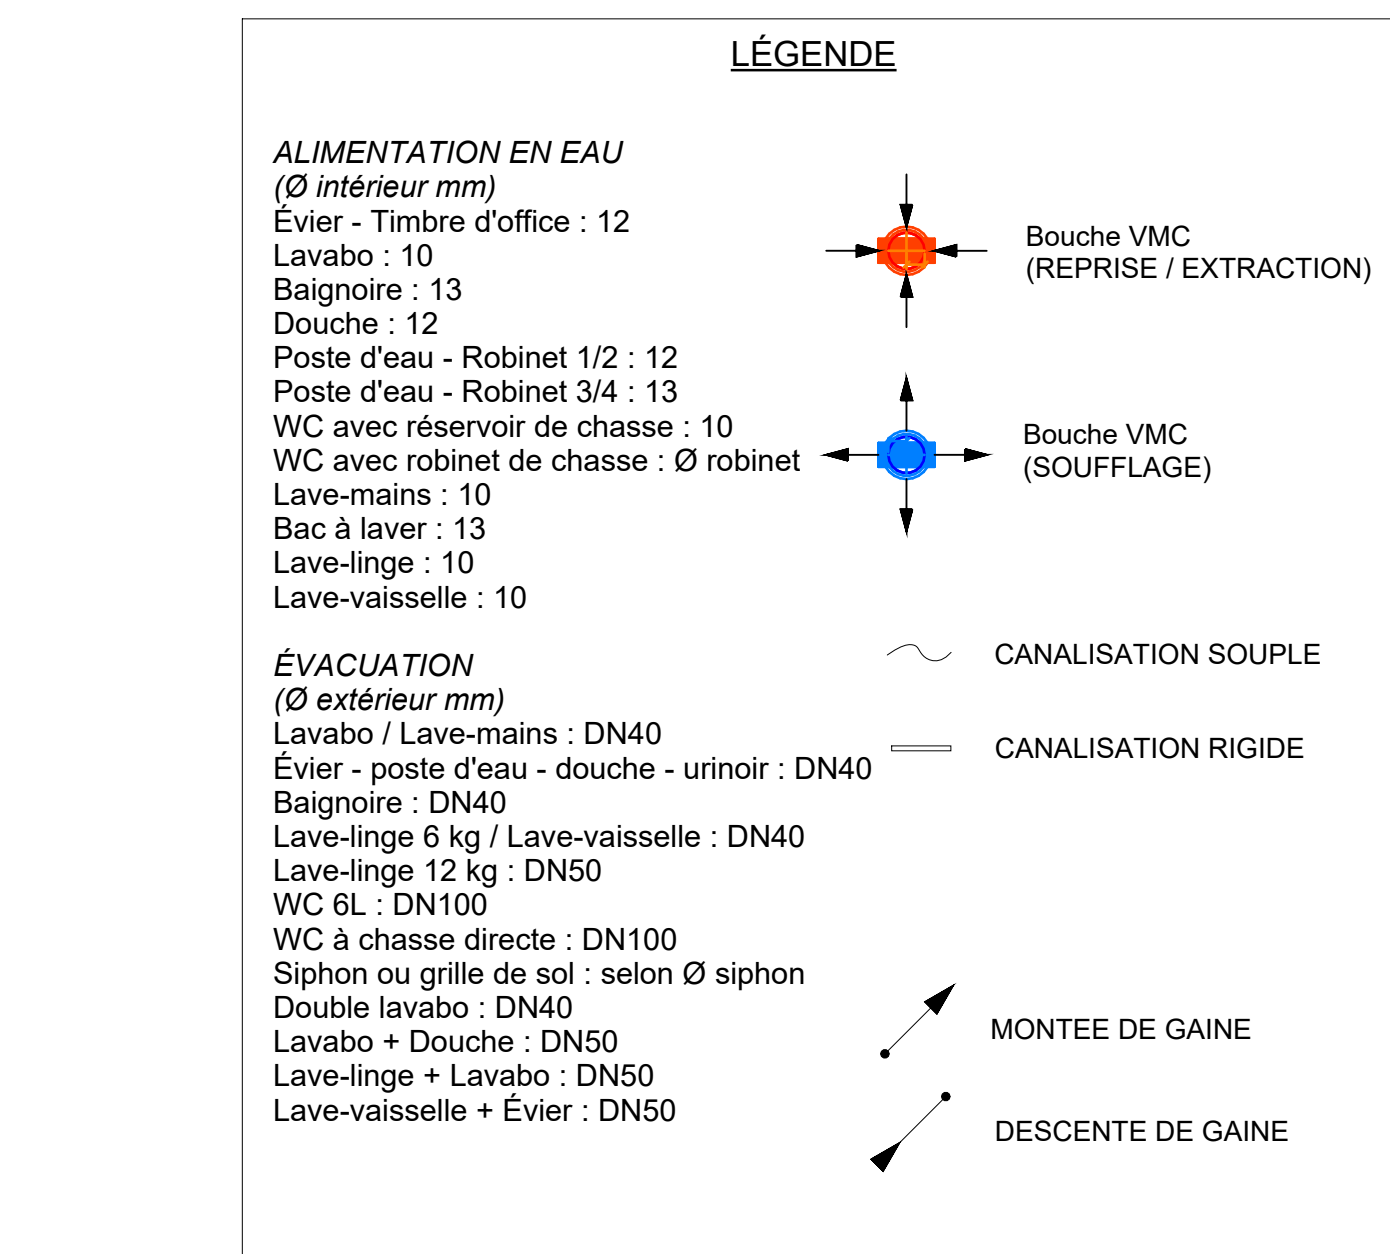 LÉGENDE
ALIMENTATION EN EAU
(Ø intérieur mm)
Évier - Timbre d'office : 12
Lavabo : 10
Baignoire : 13
Douche : 12
Poste d'eau - Robinet 1/2 : 12
Poste d'eau - Robinet 3/4 : 13
WC avec réservoir de chasse : 10
WC avec robinet de chasse : Ø robinet
Lave-mains : 10
Bac à laver : 13
Lave-linge : 10
Lave-vaisselle : 10
ÉVACUATION
(Ø extérieur mm)
Lavabo / Lave-mains : DN40
Évier - poste d'eau - douche - urinoir : DN40
Baignoire : DN40
Lave-linge 6 kg / Lave-vaisselle : DN40
Lave-linge 12 kg : DN50
WC 6L : DN100
WC à chasse directe : DN100
Siphon ou grille de sol : selon Ø siphon
Double lavabo : DN40
Lavabo + Douche : DN50
Lave-linge + Lavabo : DN50
Lave-vaisselle + Évier : DN50
Bouche VMC
(REPRISE / EXTRACTION)
Bouche VMC
(SOUFFLAGE)
CANALISATION SOUPLE
CANALISATION RIGIDE
MONTEE DE GAINE
DESCENTE DE GAINE